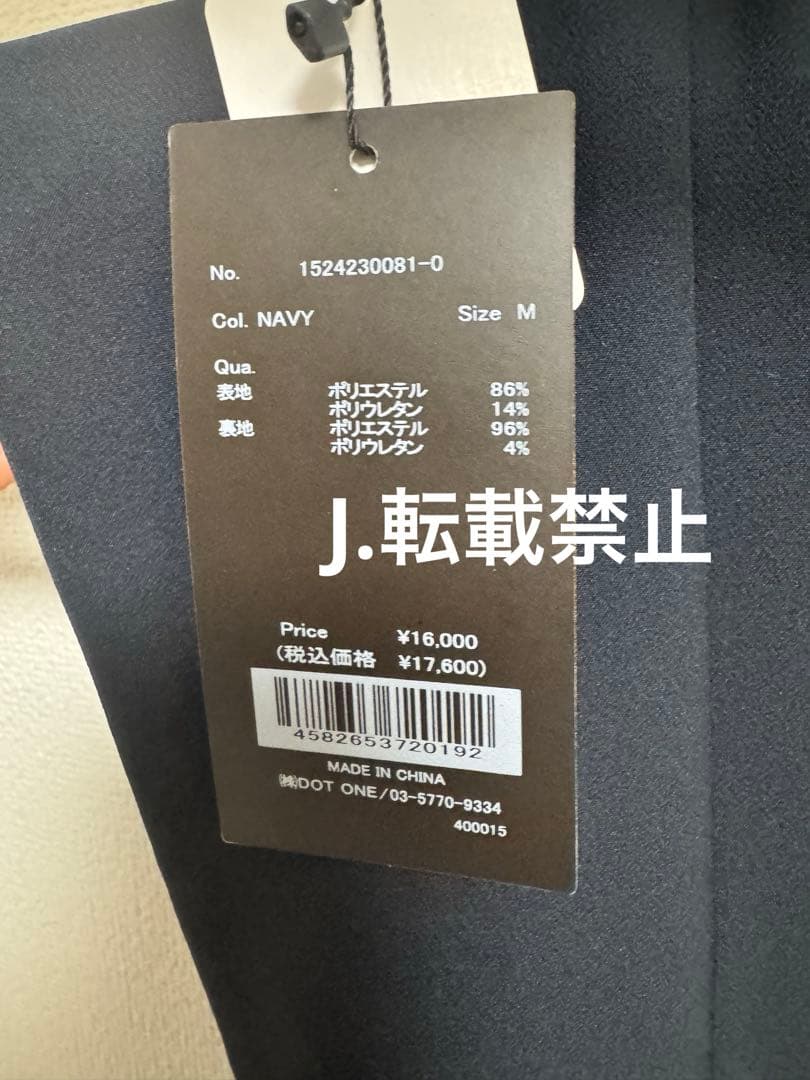 No. 1524230081-0
Col. NAVY Size M
Qua.
表地 ポリエステル 86%
ポリウレタン 14%
裏地 ポリエステル 96%
ポリウレタン 4%
J.転載禁止
Price ¥16,000
(税込価格 ¥17,600)
4582653720192
MADE IN CHINA
㈱DOT ONE/03-5770-9334
400015